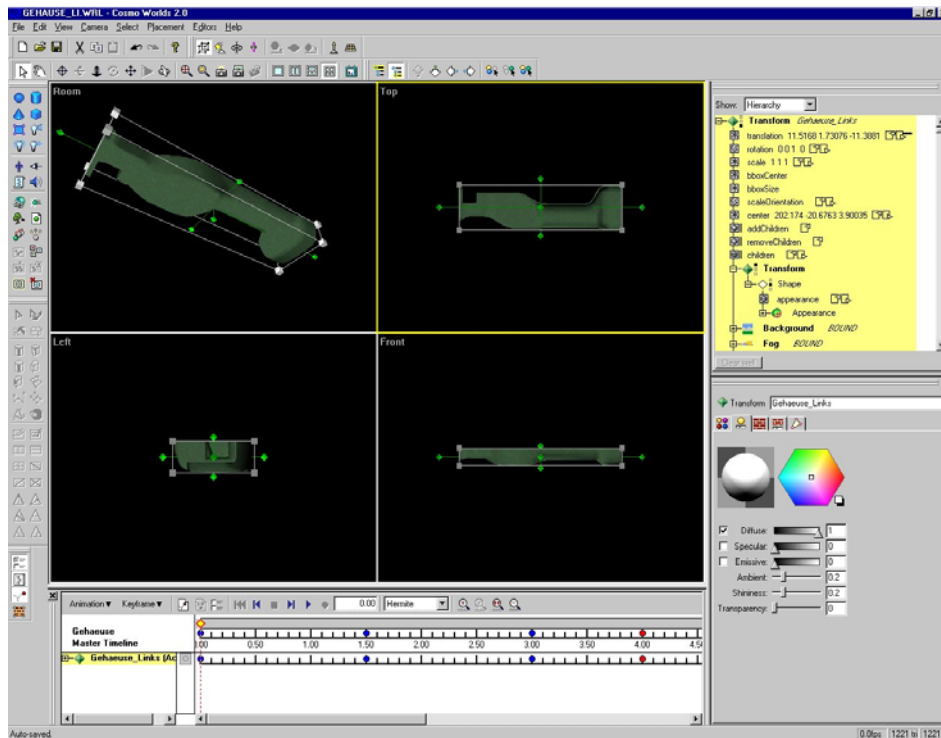 GEHAUSE_LI.WRL - Cosmo Worlds 2.0
File Edit View Camera Select Placement Editors Help
Room
Top
Left
Front
Show: Hierarchy
Transform Gehaeuse_Links
translation 11.5168 1.73076 -11.3881
rotation 0 0 1 0
scale 1 1 1
bboxCenter
bboxSize
scaleOrientation
center 202.174 -20.6763 3.90035
addChildren
removeChildren
children
Transform
Shape
appearance
Appearance
Background BOUND
Fog BOUND
Transform Gehaeuse_Links
Diffuse: 1
Specular: 0
Emissive: 0
Ambient: 0.2
Shininess: 0.2
Transparency: 0
Animation Keyframe 0.00 Hermite
Gehaeuse
Master Timeline
0.00 0.50 1.00 1.50 2.00 2.50 3.00 3.50 4.00 4.5
Gehaeuse_Links (Ac
Auto-saved.
0.0fps 1221 tri 1221